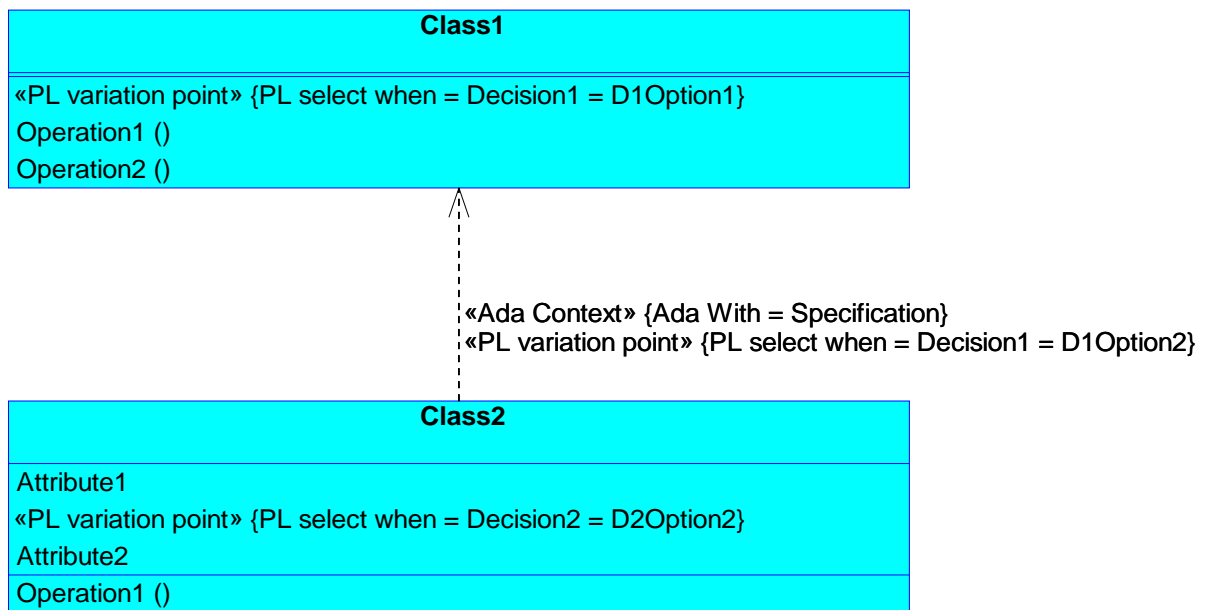 Class1
«PL variation point» {PL select when = Decision1 = D1Option1}
Operation1 ()
Operation2 ()
«Ada Context» {Ada With = Specification}
«PL variation point» {PL select when = Decision1 = D1Option2}
Class2
Attribute1
«PL variation point» {PL select when = Decision2 = D2Option2}
Attribute2
Operation1 ()